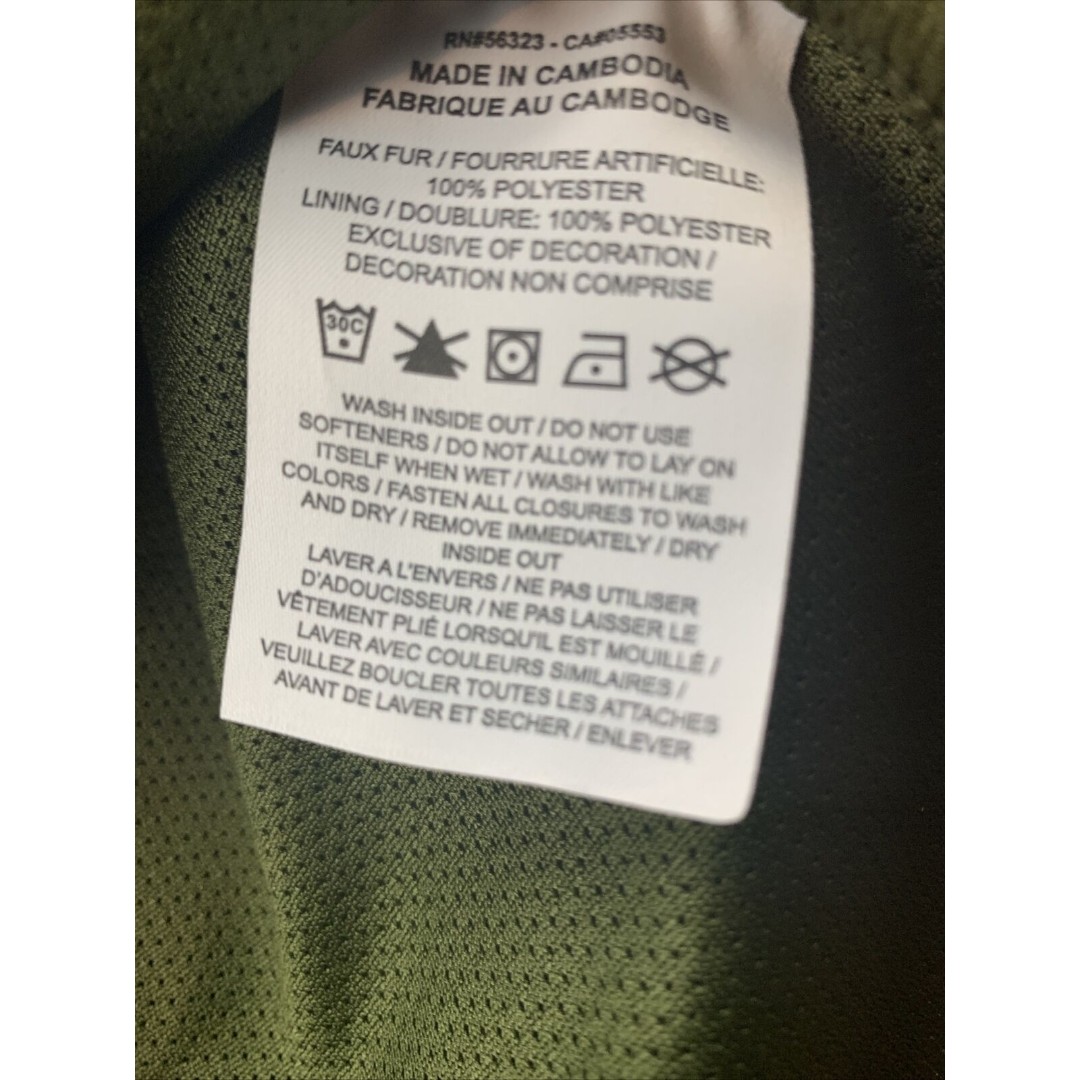 RN#56323 - CA#05553
MADE IN CAMBODIA
FABRIQUE AU CAMBODGE
FAUX FUR / FOURRURE ARTIFICIELLE:
100% POLYESTER
LINING / DOUBLURE: 100% POLYESTER
EXCLUSIVE OF DECORATION /
DECORATION NON COMPRISE
30C
WASH INSIDE OUT / DO NOT USE
SOFTENERS / DO NOT ALLOW TO LAY ON
ITSELF WHEN WET / WASH WITH LIKE
COLORS / FASTEN ALL CLOSURES TO WASH
AND DRY / REMOVE IMMEDIATELY / DRY
INSIDE OUT
LAVER A L'ENVERS / NE PAS UTILISER
D'ADOUCISSEUR / NE PAS LAISSER LE
VÊTEMENT PLIÉ LORSQU'IL EST MOUILLÉ /
LAVER AVEC COULEURS SIMILAIRES /
VEUILLEZ BOUCLER TOUTES LES ATTACHES
AVANT DE LAVER ET SECHER / ENLEVER